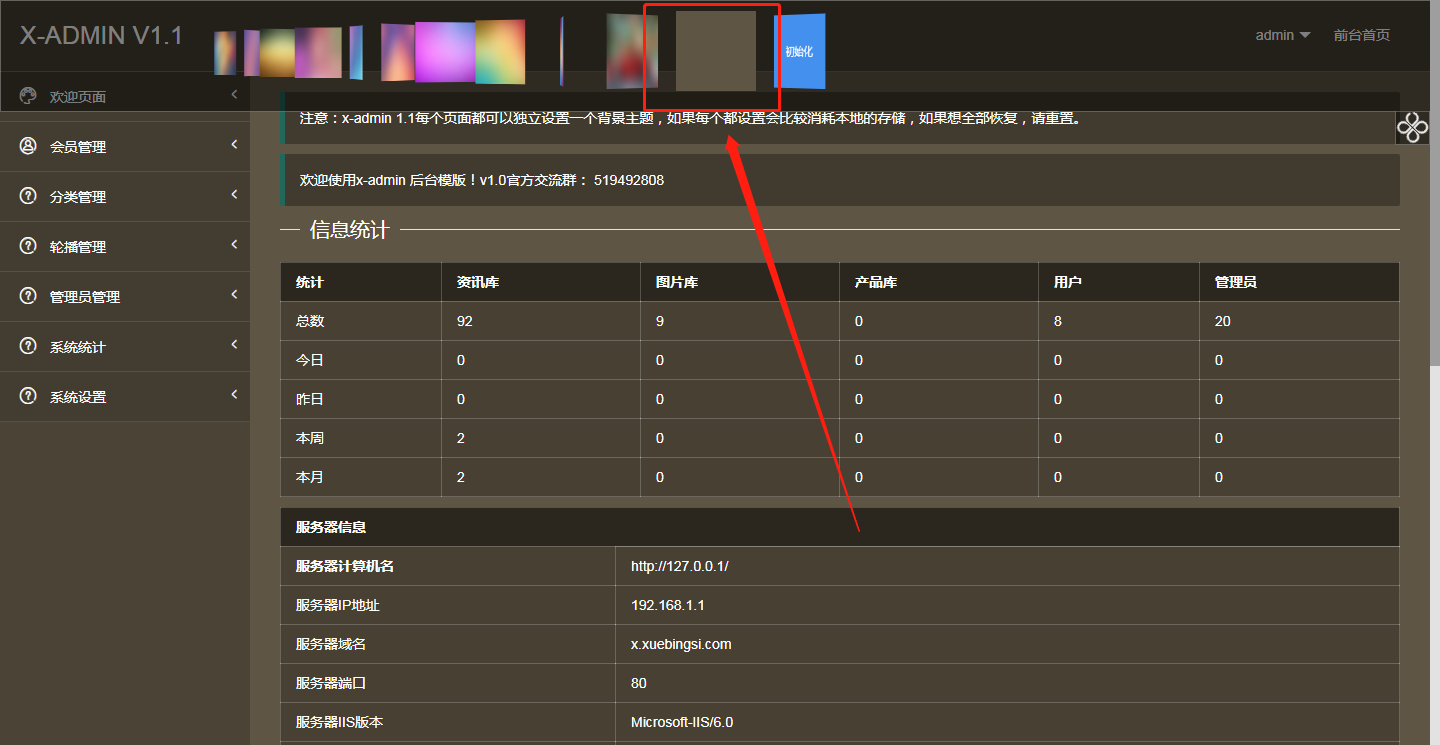 X-ADMIN V1.1
初始化
admin 前台首页
欢迎页面
会员管理
分类管理
轮播管理
管理员管理
系统统计
系统设置
注意：x-admin 1.1每个页面都可以独立设置一个背景主题，如果每个都设置会比较消耗本地的存储，如果想全部恢复，请重置。
欢迎使用x-admin 后台模版！v1.0官方交流群： 519492808
信息统计
统计 资讯库 图片库 产品库 用户 管理员
总数 92 9 0 8 20
今日 0 0 0 0 0
昨日 0 0 0 0 0
本周 2 0 0 0 0
本月 2 0 0 0 0
服务器信息
服务器计算机名 http://127.0.0.1/
服务器IP地址 192.168.1.1
服务器域名 x.xuebingsi.com
服务器端口 80
服务器IIS版本 Microsoft-IIS/6.0